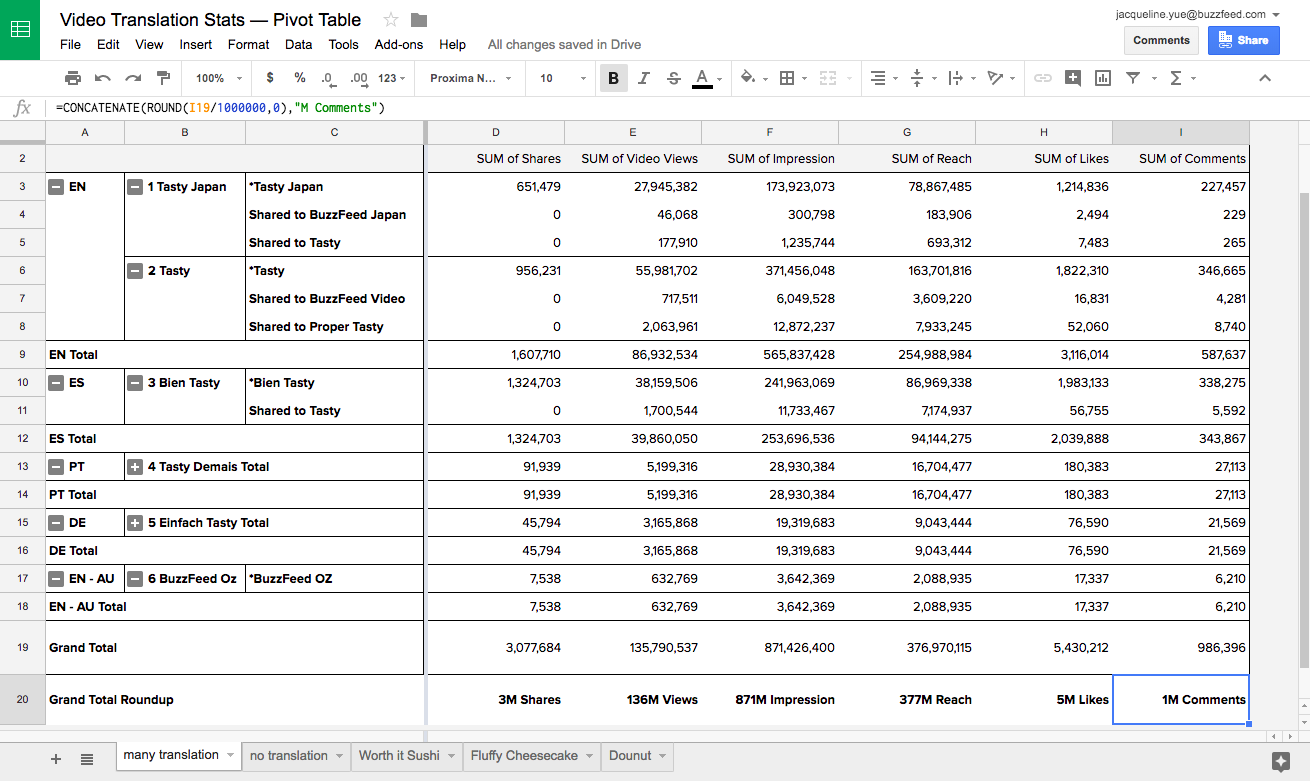 Video Translation Stats — Pivot Table
jacqueline.yue@buzzfeed.com
File Edit View Insert Format Data Tools Add-ons Help All changes saved in Drive
Comments Share
100% $ % .0 .00 123 Proxima N... 10 B I S A Σ
fx =CONCATENATE(ROUND(I19/1000000,0),"M Comments")
A B C D E F G H I
2 SUM of Shares SUM of Video Views SUM of Impression SUM of Reach SUM of Likes SUM of Comments
3 EN 1 Tasty Japan *Tasty Japan 651,479 27,945,382 173,923,073 78,867,485 1,214,836 227,457
4 Shared to BuzzFeed Japan 0 46,068 300,798 183,906 2,494 229
5 Shared to Tasty 0 177,910 1,235,744 693,312 7,483 265
6 2 Tasty *Tasty 956,231 55,981,702 371,456,048 163,701,816 1,822,310 346,665
7 Shared to BuzzFeed Video 0 717,511 6,049,528 3,609,220 16,831 4,281
8 Shared to Proper Tasty 0 2,063,961 12,872,237 7,933,245 52,060 8,740
9 EN Total 1,607,710 86,932,534 565,837,428 254,988,984 3,116,014 587,637
10 ES 3 Bien Tasty *Bien Tasty 1,324,703 38,159,506 241,963,069 86,969,338 1,983,133 338,275
11 Shared to Tasty 0 1,700,544 11,733,467 7,174,937 56,755 5,592
12 ES Total 1,324,703 39,860,050 253,696,536 94,144,275 2,039,888 343,867
13 PT 4 Tasty Demais Total 91,939 5,199,316 28,930,384 16,704,477 180,383 27,113
14 PT Total 91,939 5,199,316 28,930,384 16,704,477 180,383 27,113
15 DE 5 Einfach Tasty Total 45,794 3,165,868 19,319,683 9,043,444 76,590 21,569
16 DE Total 45,794 3,165,868 19,319,683 9,043,444 76,590 21,569
17 EN - AU 6 BuzzFeed Oz *BuzzFeed OZ 7,538 632,769 3,642,369 2,088,935 17,337 6,210
18 EN - AU Total 7,538 632,769 3,642,369 2,088,935 17,337 6,210
19 Grand Total 3,077,684 135,790,537 871,426,400 376,970,115 5,430,212 986,396
20 Grand Total Roundup 3M Shares 136M Views 871M Impression 377M Reach 5M Likes 1M Comments
many translation no translation Worth it Sushi Fluffy Cheesecake Dounut